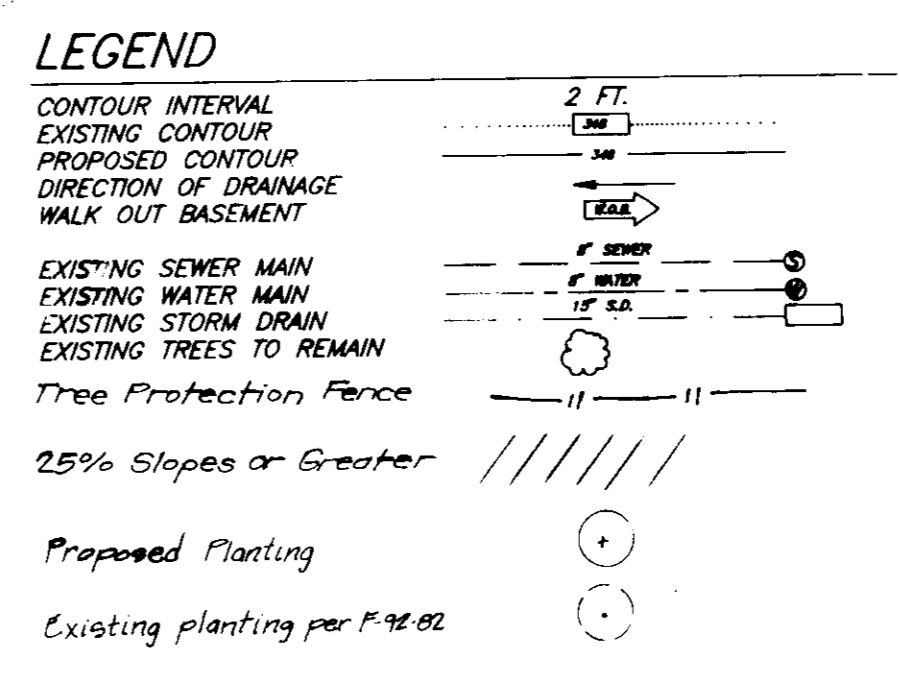 LEGEND
CONTOUR INTERVAL 2 FT.
EXISTING CONTOUR 348
PROPOSED CONTOUR 348
DIRECTION OF DRAINAGE
WALK OUT BASEMENT W.O.B.
EXISTING SEWER MAIN 8" SEWER S
EXISTING WATER MAIN 8" WATER
EXISTING STORM DRAIN 15" S.D.
EXISTING TREES TO REMAIN
Tree Protection Fence
25% Slopes or Greater
Proposed Planting
Existing planting per F-92-82